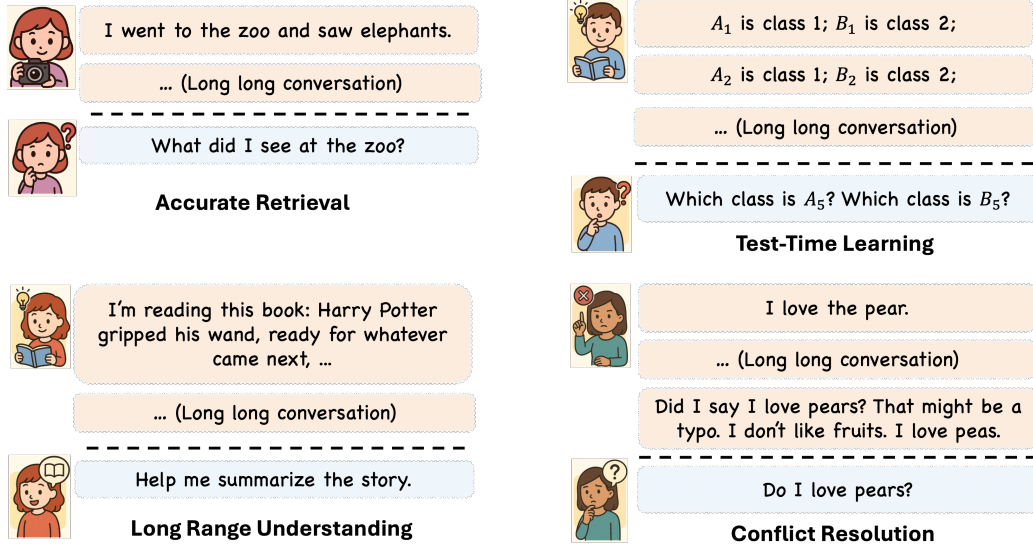 I went to the zoo and saw elephants.
... (Long long conversation)
?
What did I see at the zoo?
Accurate Retrieval
A₁ is class 1; B₁ is class 2;
A₂ is class 1; B₂ is class 2;
... (Long long conversation)
?
Which class is A₅? Which class is B₅?
Test-Time Learning
I'm reading this book: Harry Potter
gripped his wand, ready for whatever
came next, ...
... (Long long conversation)
Help me summarize the story.
Long Range Understanding
I love the pear.
... (Long long conversation)
Did I say I love pears? That might be a
typo. I don't like fruits. I love peas.
?
Do I love pears?
Conflict Resolution